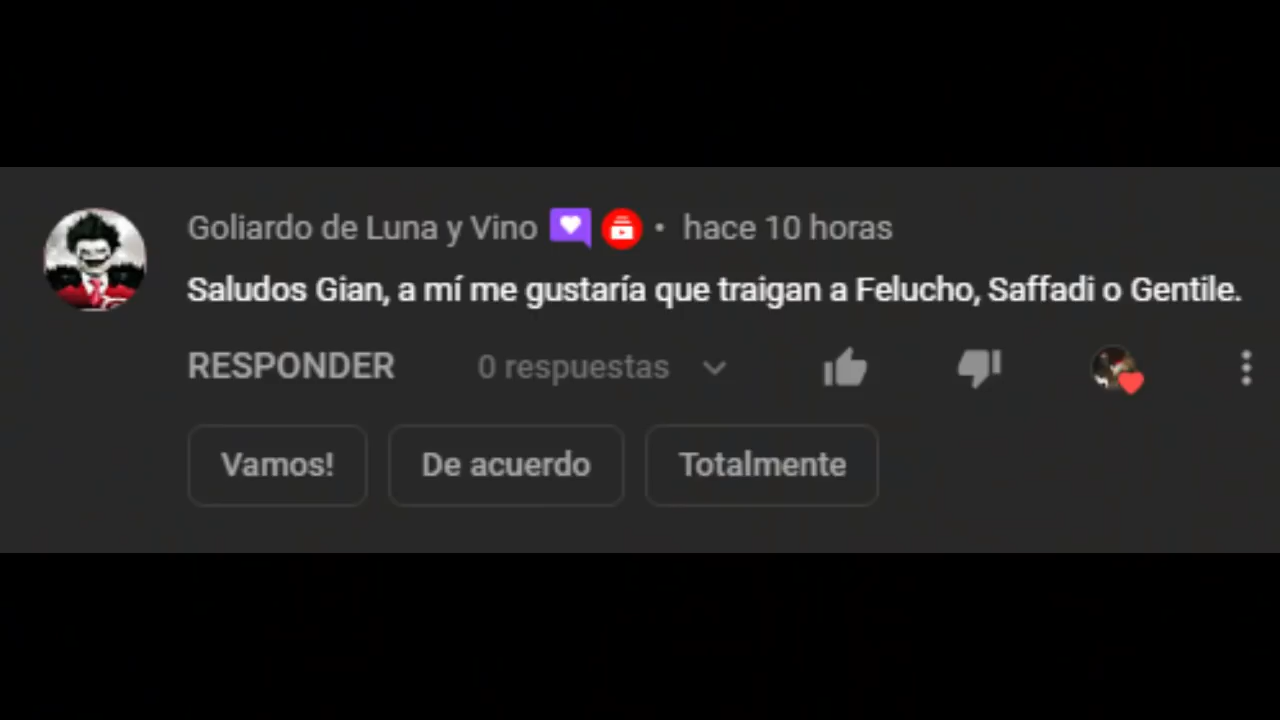 Goliardo de Luna y Vino • hace 10 horas
Saludos Gian, a mí me gustaría que traigan a Felucho, Saffadi o Gentile.
RESPONDER 0 respuestas
Vamos! De acuerdo Totalmente